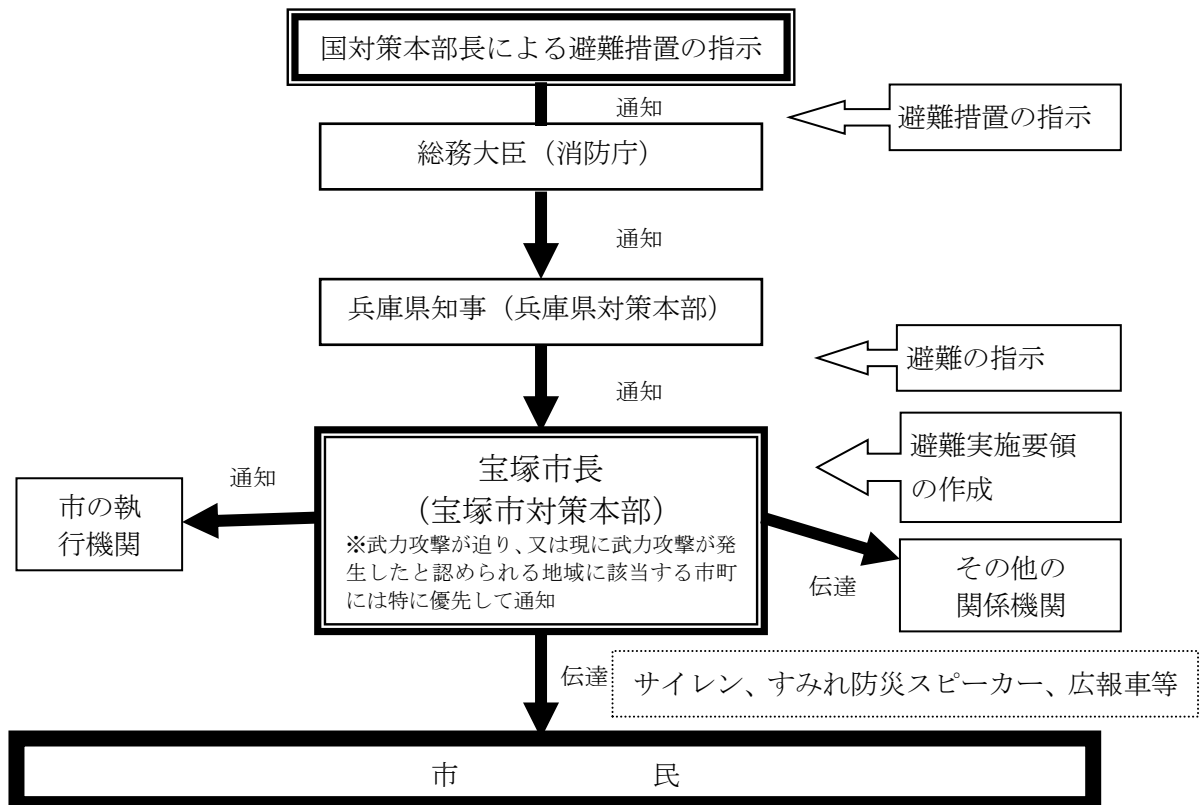 国対策本部長による避難措置の指示
通知
避難措置の指示
総務大臣（消防庁）
通知
兵庫県知事（兵庫県対策本部）
避難の指示
通知
避難実施要領
の作成
宝塚市長
（宝塚市対策本部）
※武力攻撃が迫り、又は現に武力攻撃が発
生したと認められる地域に該当する市町
には特に優先して通知
通知
市の執
行機関
伝達
その他の
関係機関
伝達
サイレン、すみれ防災スピーカー、広報車等
市　　　　　　民